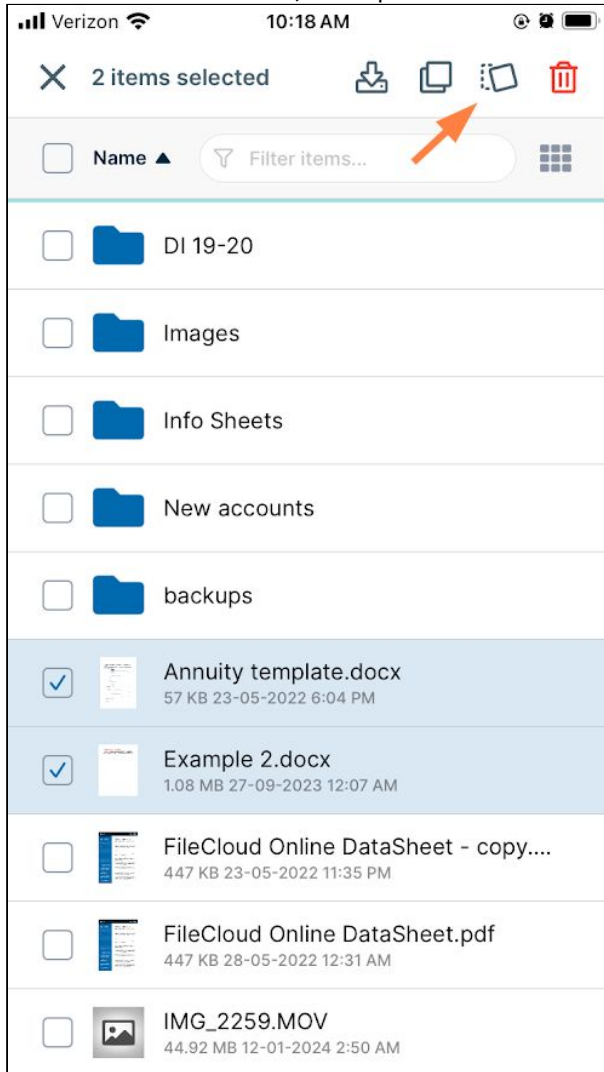 Verizon 10:18 AM
2 items selected
Name ▲ Filter items...
DI 19-20
Images
Info Sheets
New accounts
backups
Annuity template.docx
57 KB 23-05-2022 6:04 PM
Example 2.docx
1.08 MB 27-09-2023 12:07 AM
FileCloud Online DataSheet - copy....
447 KB 23-05-2022 11:35 PM
FileCloud Online DataSheet.pdf
447 KB 28-05-2022 12:31 AM
IMG_2259.MOV
44.92 MB 12-01-2024 2:50 AM